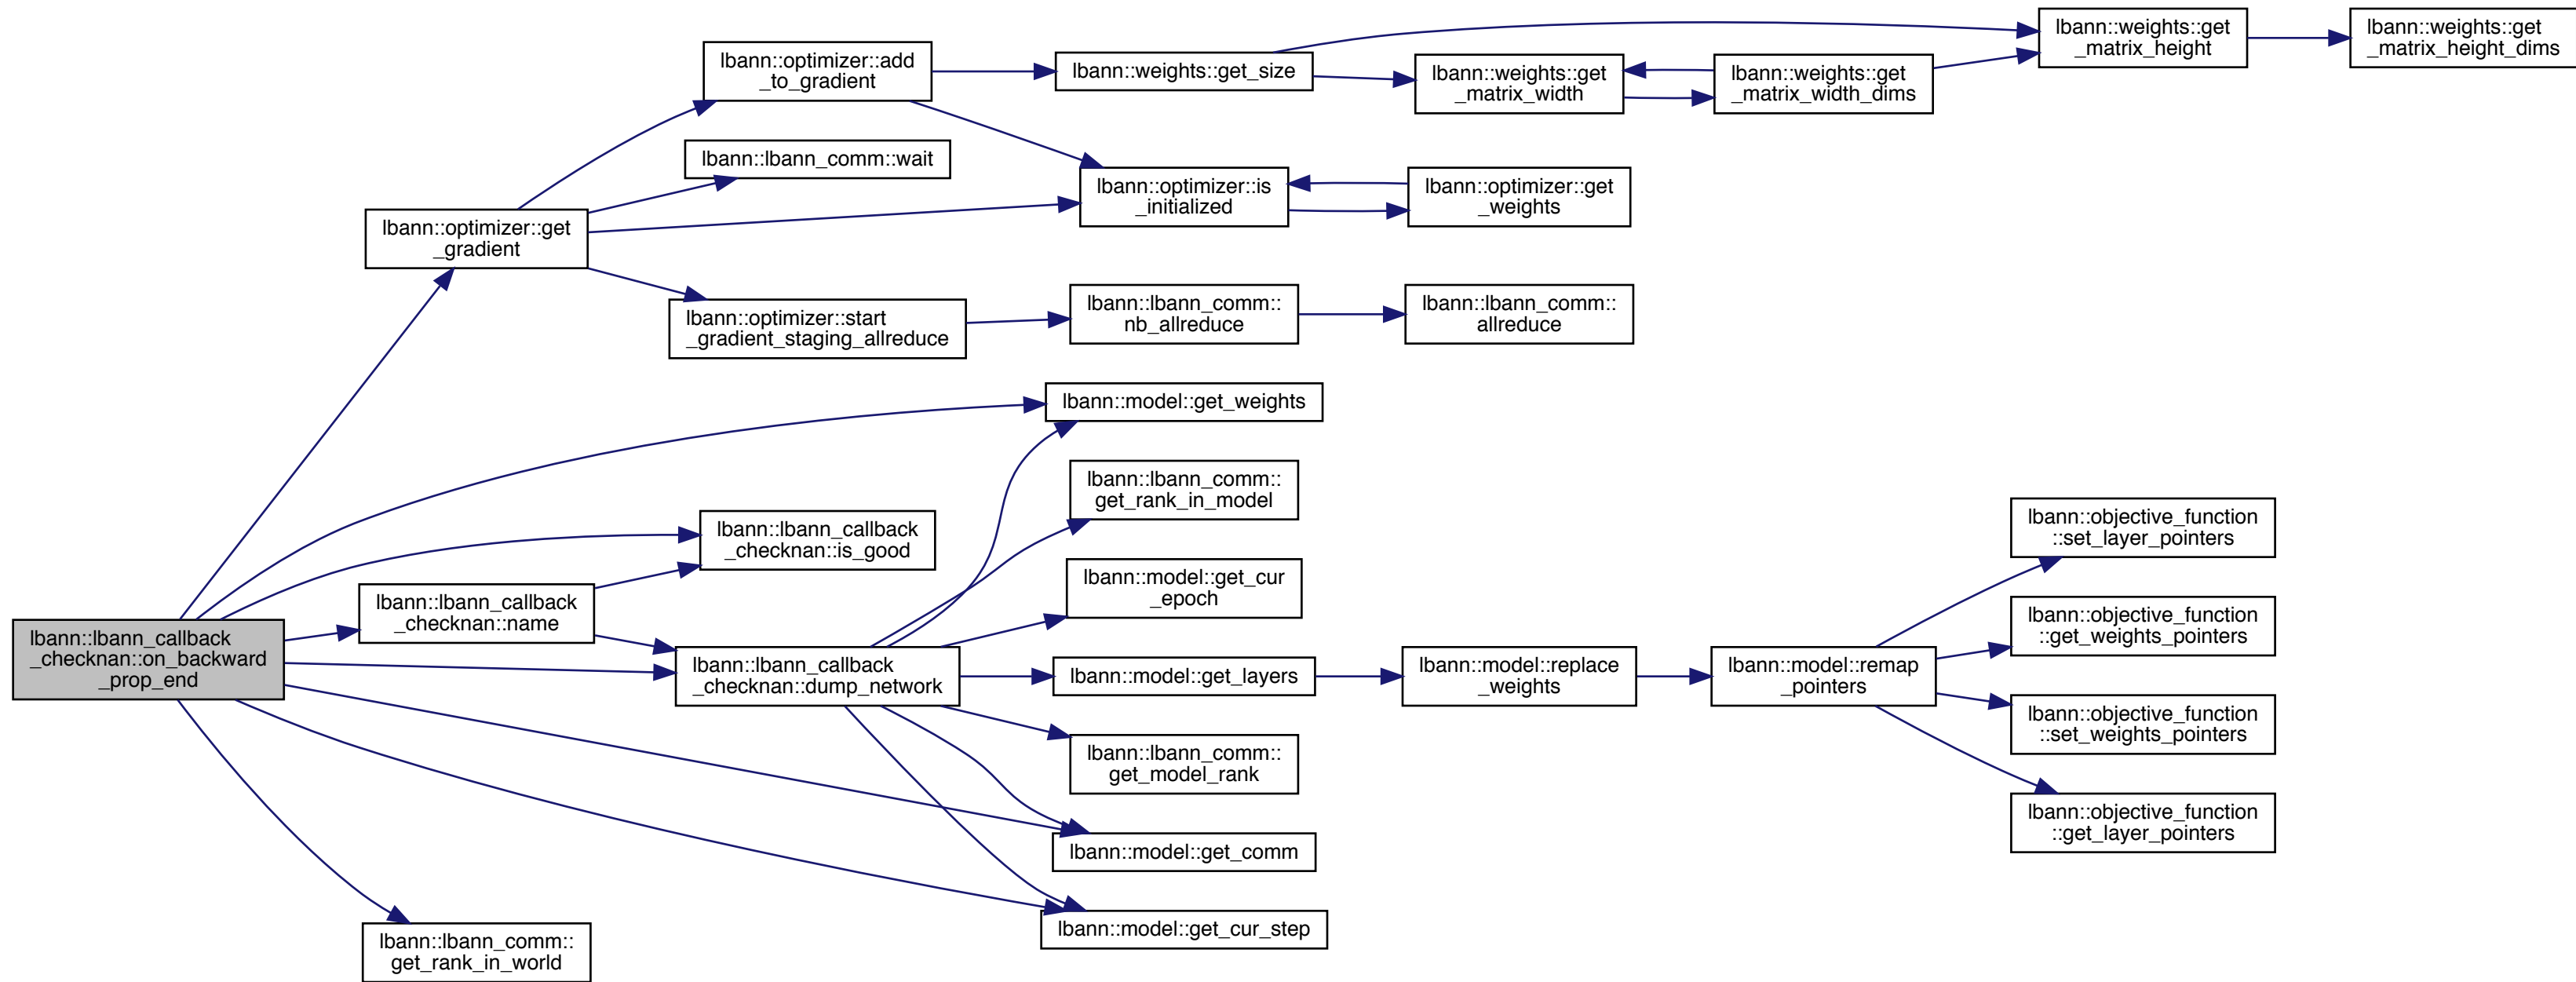 lbann::lbann_callback
_checknan::on_backward
_prop_end
lbann::optimizer::get
_gradient
lbann::lbann_callback
_checknan::name
lbann::lbann_comm::
get_rank_in_world
lbann::optimizer::add
_to_gradient
lbann::lbann_comm::wait
lbann::optimizer::start
_gradient_staging_allreduce
lbann::lbann_callback
_checknan::is_good
lbann::lbann_callback
_checknan::dump_network
lbann::weights::get_size
lbann::optimizer::is
_initialized
lbann::lbann_comm::
nb_allreduce
lbann::model::get_weights
lbann::lbann_comm::
get_rank_in_model
lbann::model::get_cur
_epoch
lbann::model::get_layers
lbann::lbann_comm::
get_model_rank
lbann::model::get_comm
lbann::model::get_cur_step
lbann::weights::get
_matrix_width
lbann::optimizer::get
_weights
lbann::lbann_comm::
allreduce
lbann::model::replace
_weights
lbann::weights::get
_matrix_width_dims
lbann::model::remap
_pointers
lbann::weights::get
_matrix_height
lbann::objective_function
::set_layer_pointers
lbann::objective_function
::get_weights_pointers
lbann::objective_function
::set_weights_pointers
lbann::objective_function
::get_layer_pointers
lbann::weights::get
_matrix_height_dims